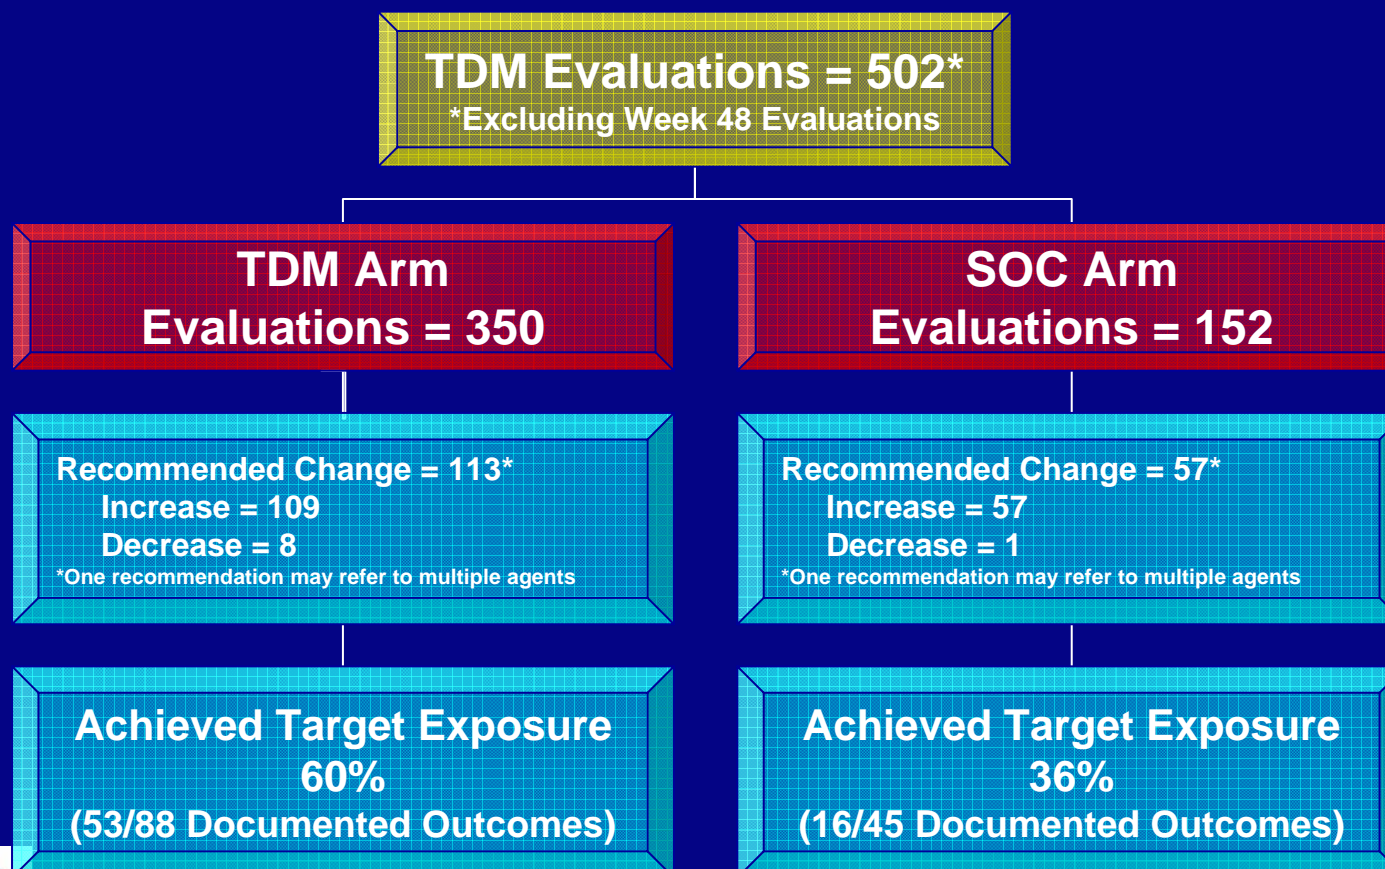 TDM Evaluations = 502*
*Excluding Week 48 Evaluations
TDM Arm
Evaluations = 350
SOC Arm
Evaluations = 152
Recommended Change = 113*
Increase = 109
Decrease = 8
*One recommendation may refer to multiple agents
Recommended Change = 57*
Increase = 57
Decrease = 1
*One recommendation may refer to multiple agents
Achieved Target Exposure
60%
(53/88 Documented Outcomes)
Achieved Target Exposure
36%
(16/45 Documented Outcomes)